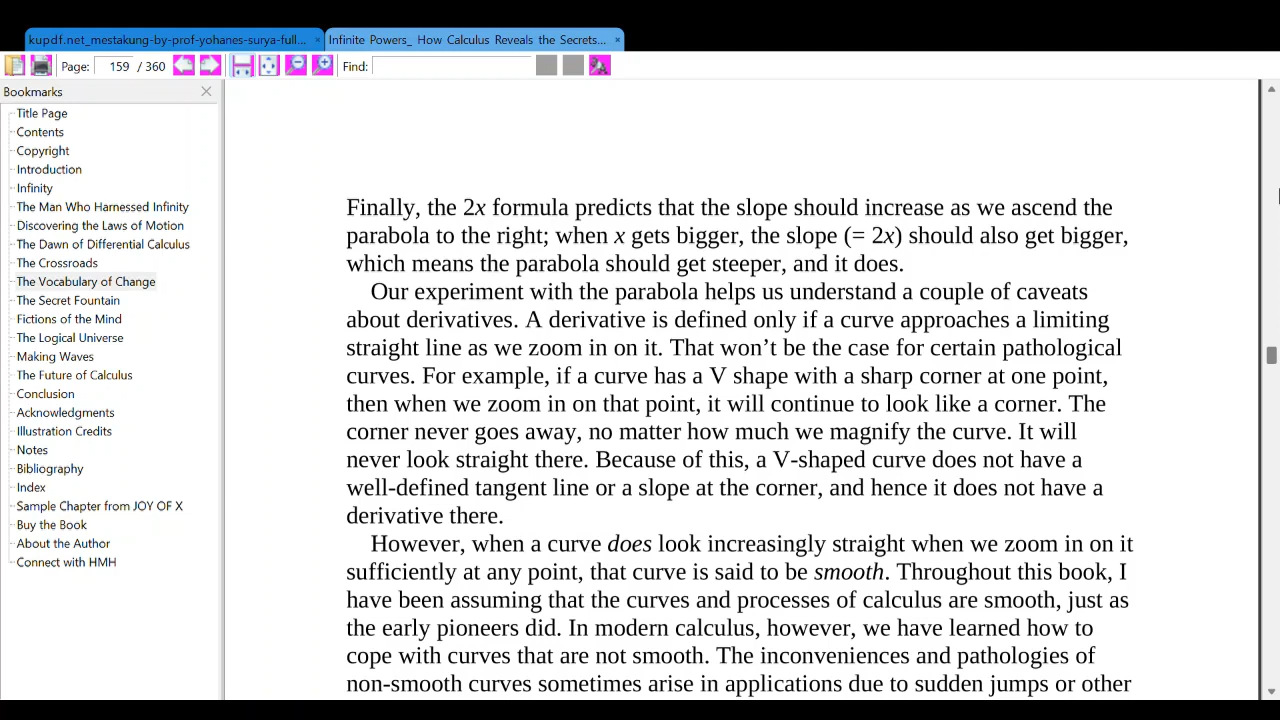 kupdf.net_mestakung-by-prof-yohanes-surya-full...
Infinite Powers_ How Calculus Reveals the Secrets...
Page: 159 / 360
Find:
Bookmarks
Title Page
Contents
Copyright
Introduction
Infinity
The Man Who Harnessed Infinity
Discovering the Laws of Motion
The Dawn of Differential Calculus
The Crossroads
The Vocabulary of Change
The Secret Fountain
Fictions of the Mind
The Logical Universe
Making Waves
The Future of Calculus
Conclusion
Acknowledgments
Illustration Credits
Notes
Bibliography
Index
Sample Chapter from JOY OF X
Buy the Book
About the Author
Connect with HMH
Finally, the 2x formula predicts that the slope should increase as we ascend the
parabola to the right; when x gets bigger, the slope (= 2x) should also get bigger,
which means the parabola should get steeper, and it does.
Our experiment with the parabola helps us understand a couple of caveats
about derivatives. A derivative is defined only if a curve approaches a limiting
straight line as we zoom in on it. That won’t be the case for certain pathological
curves. For example, if a curve has a V shape with a sharp corner at one point,
then when we zoom in on that point, it will continue to look like a corner. The
corner never goes away, no matter how much we magnify the curve. It will
never look straight there. Because of this, a V-shaped curve does not have a
well-defined tangent line or a slope at the corner, and hence it does not have a
derivative there.
However, when a curve does look increasingly straight when we zoom in on it
sufficiently at any point, that curve is said to be smooth. Throughout this book, I
have been assuming that the curves and processes of calculus are smooth, just as
the early pioneers did. In modern calculus, however, we have learned how to
cope with curves that are not smooth. The inconveniences and pathologies of
non-smooth curves sometimes arise in applications due to sudden jumps or other